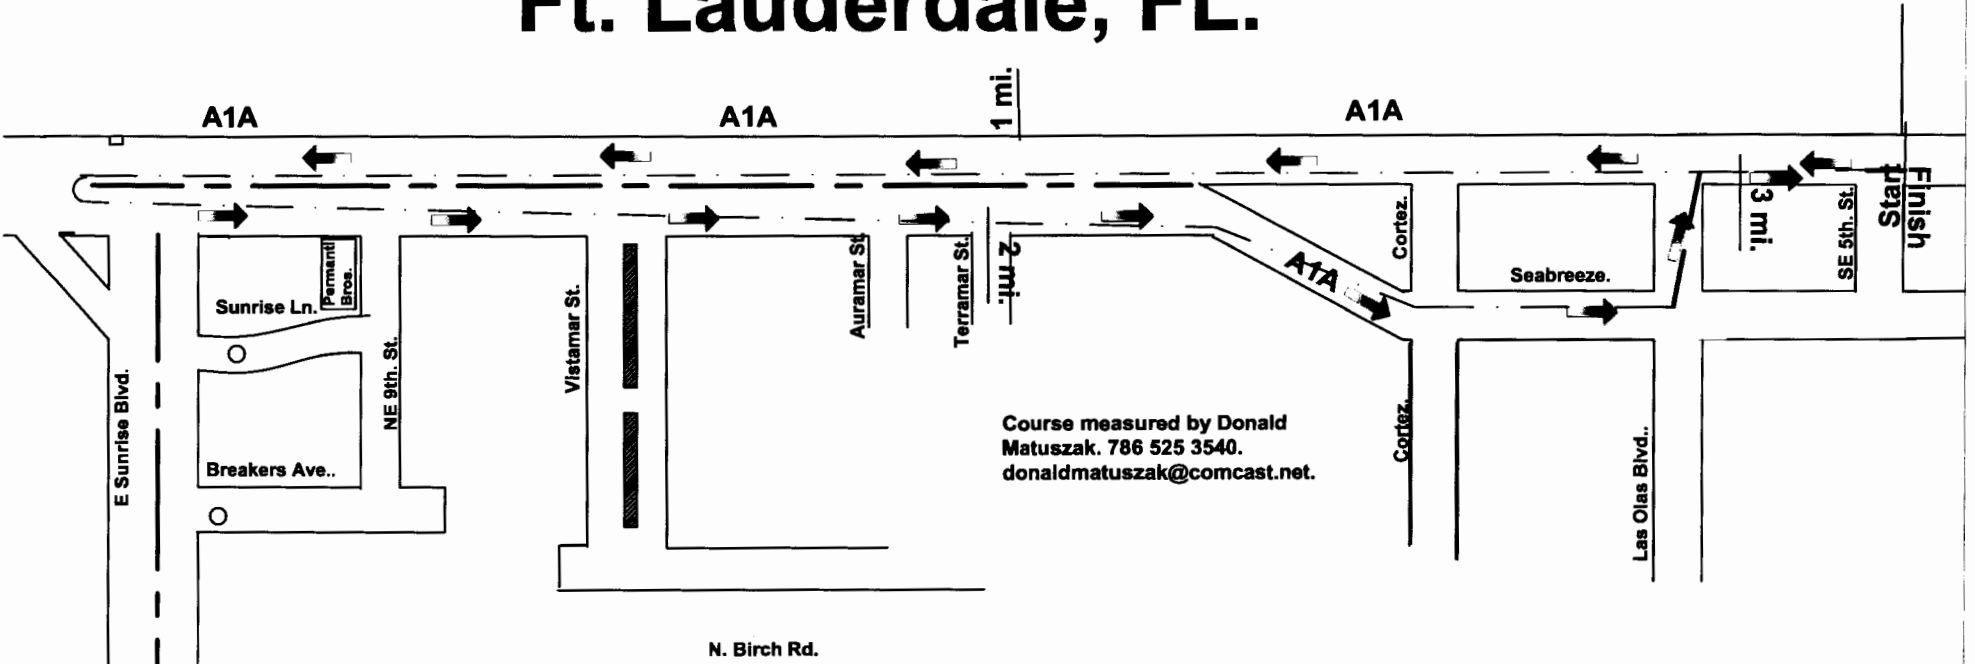 Ft. Lauderdale, FL.
1 mi.
A1A
A1A
A1A
Start
Finish
3 mi.
SE 5th. St.
Cortez.
Seabreeze.
A1A
2 mi.
Auramar St.
Terramar St.
Vistamar St.
Permanti
Bros.
Sunrise Ln.
NE 9th. St.
E Sunrise Blvd.
Breakers Ave..
Course measured by Donald
Matuszak. 786 525 3540.
donaldmatuszak@comcast.net.
Cortez.
Las Olas Blvd..
N. Birch Rd.